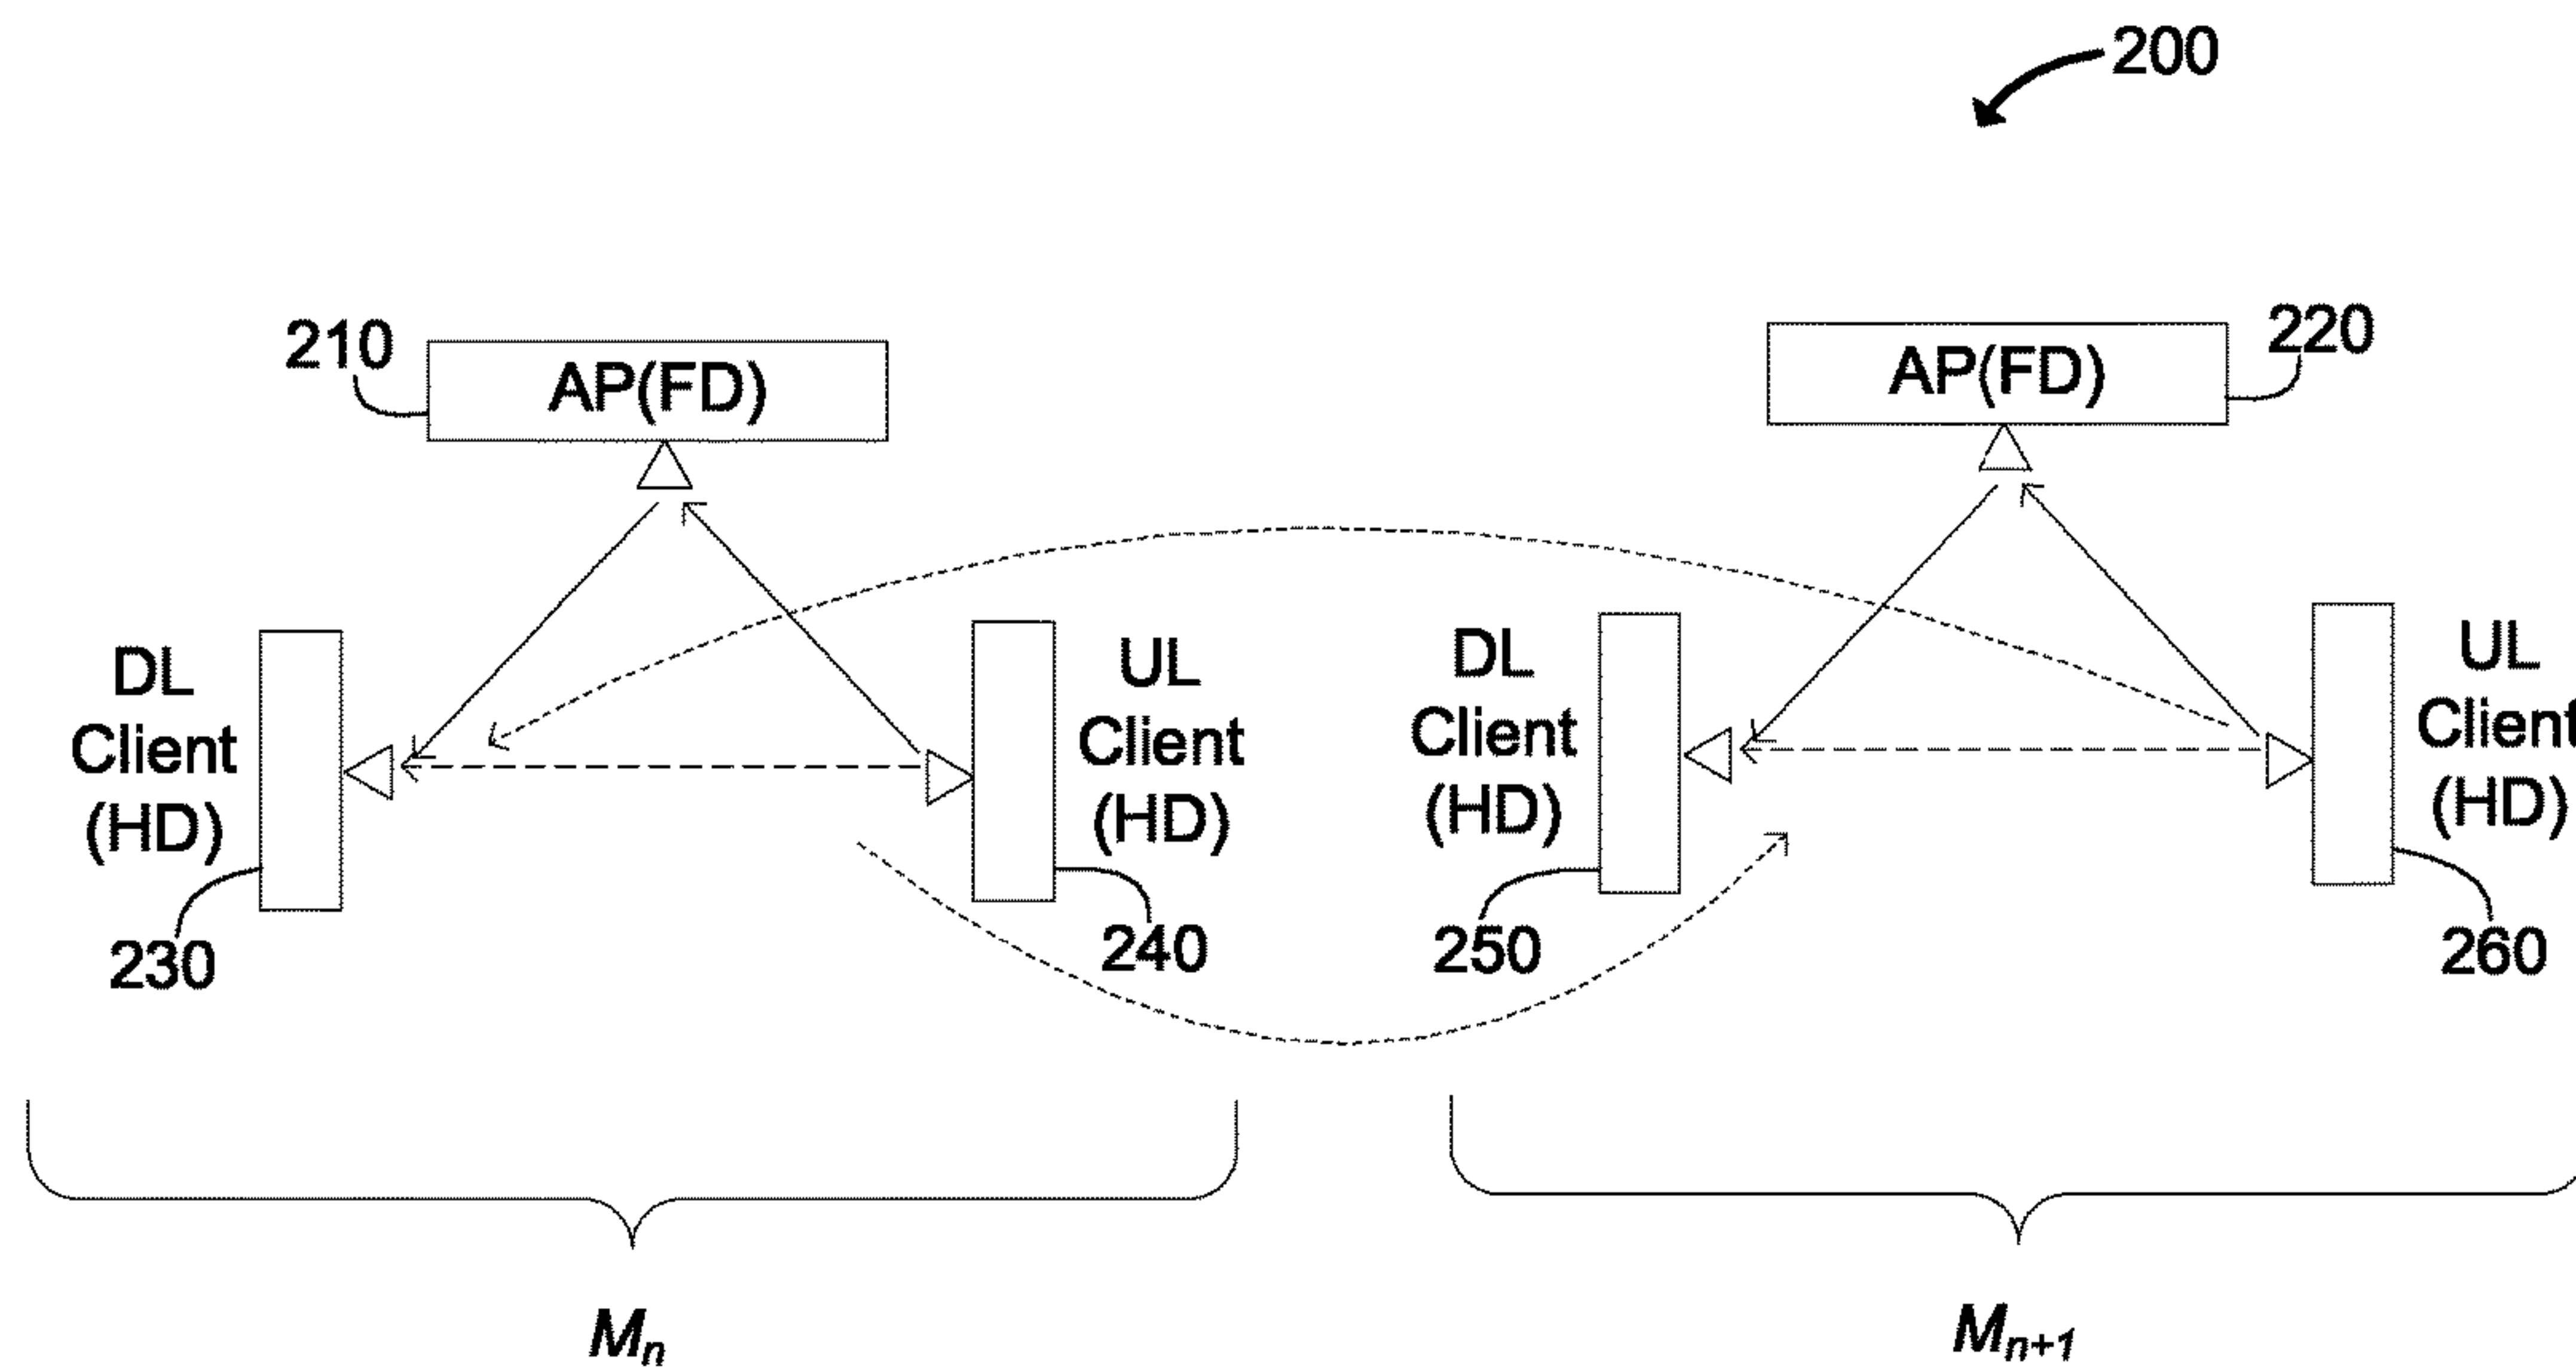 200
210
AP(FD)
220
AP(FD)
DL
Client
(HD)
230
UL
Client
(HD)
240
DL
Client
(HD)
250
UL
Client
(HD)
260
Mn
Mn+1